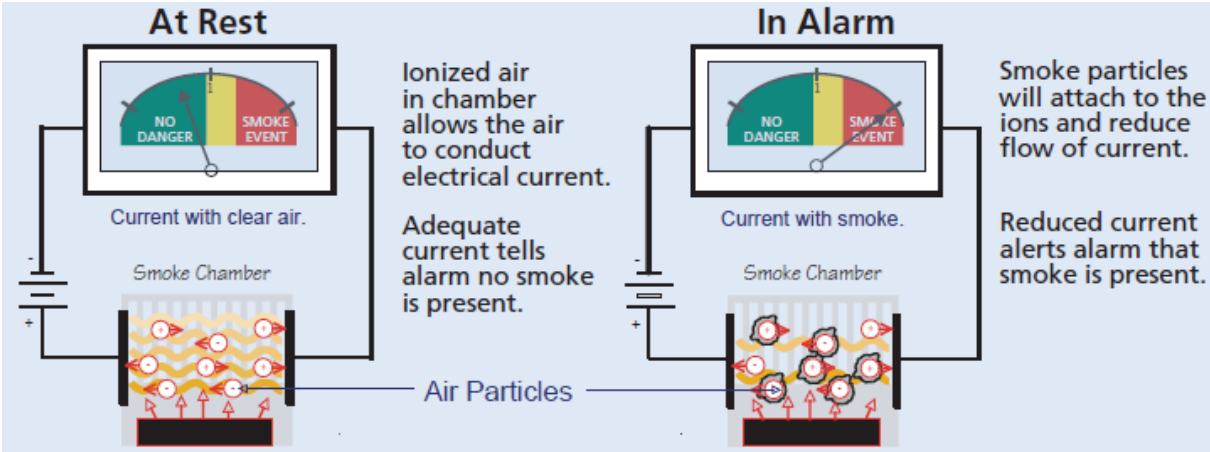 At Rest
1
NO
DANGER
SMOKE
EVENT
Current with clear air.
Ionized air
in chamber
allows the air
to conduct
electrical current.
Adequate
current tells
alarm no smoke
is present.
-
+
Smoke Chamber
+
-
+
-
+
-
+
-
-
Air Particles
In Alarm
1
NO
DANGER
SMOKE
EVENT
Current with smoke.
Smoke particles
will attach to the
ions and reduce
flow of current.
Reduced current
alerts alarm that
smoke is present.
-
+
Smoke Chamber
+
+
-
-
+
+
-
-